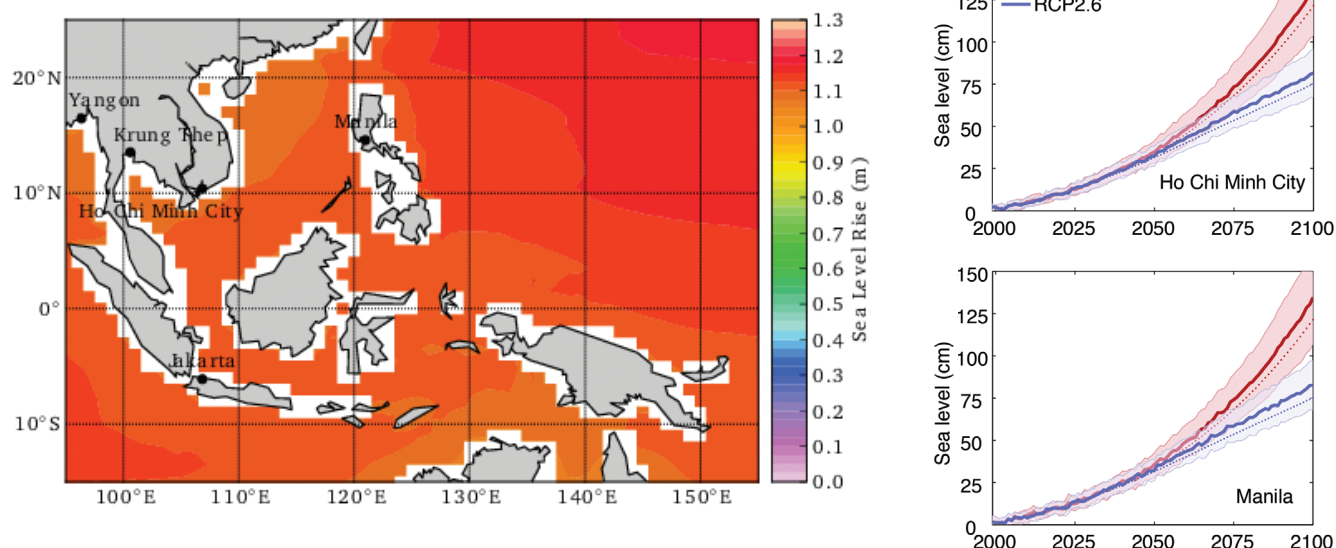 20°N
10°N
0°
10°S
100°E 110°E 120°E 130°E 140°E 150°E
Yangon
Krung Thep
Manila
Ho Chi Minh City
Jakarta
1.3
1.2
1.1
1.0
0.9
0.8
0.7
0.6
0.5
0.4
0.3
0.2
0.1
0.0
Sea Level Rise (m)
RCP2.6
125
100
75
50
25
0
Sea level (cm)
Ho Chi Minh City
2000 2025 2050 2075 2100
150
125
100
75
50
25
0
Sea level (cm)
Manila
2000 2025 2050 2075 2100